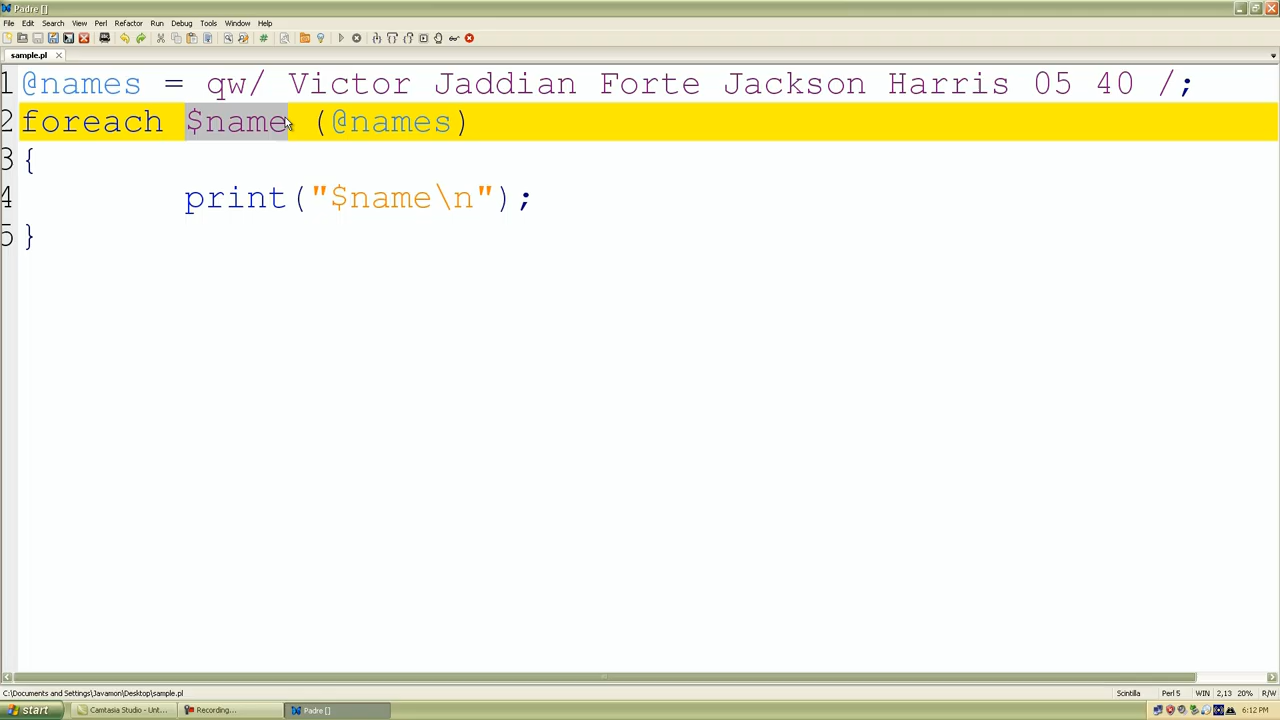 Padre []
File Edit Search View Perl Refactor Run Debug Tools Window Help
sample.pl
1 @names = qw/ Victor Jaddian Forte Jackson Harris 05 40 /;
2 foreach $name (@names)
3 {
4 print("$name\n");
5 }
C:\Documents and Settings\Javamon\Desktop\sample.pl Scintilla Perl 5 WIN 2,13 20% R/W
start Camtasia Studio - Unt... Recording... Padre [] 6:12 PM